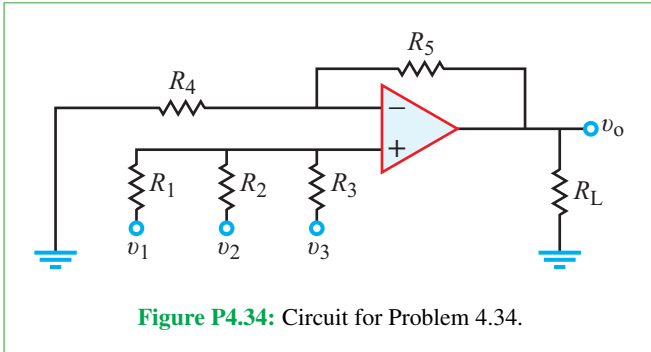 R5
R4
−
υo
+
R1 R2 R3
RL
υ1 υ2 υ3
Figure P4.34: Circuit for Problem 4.34.